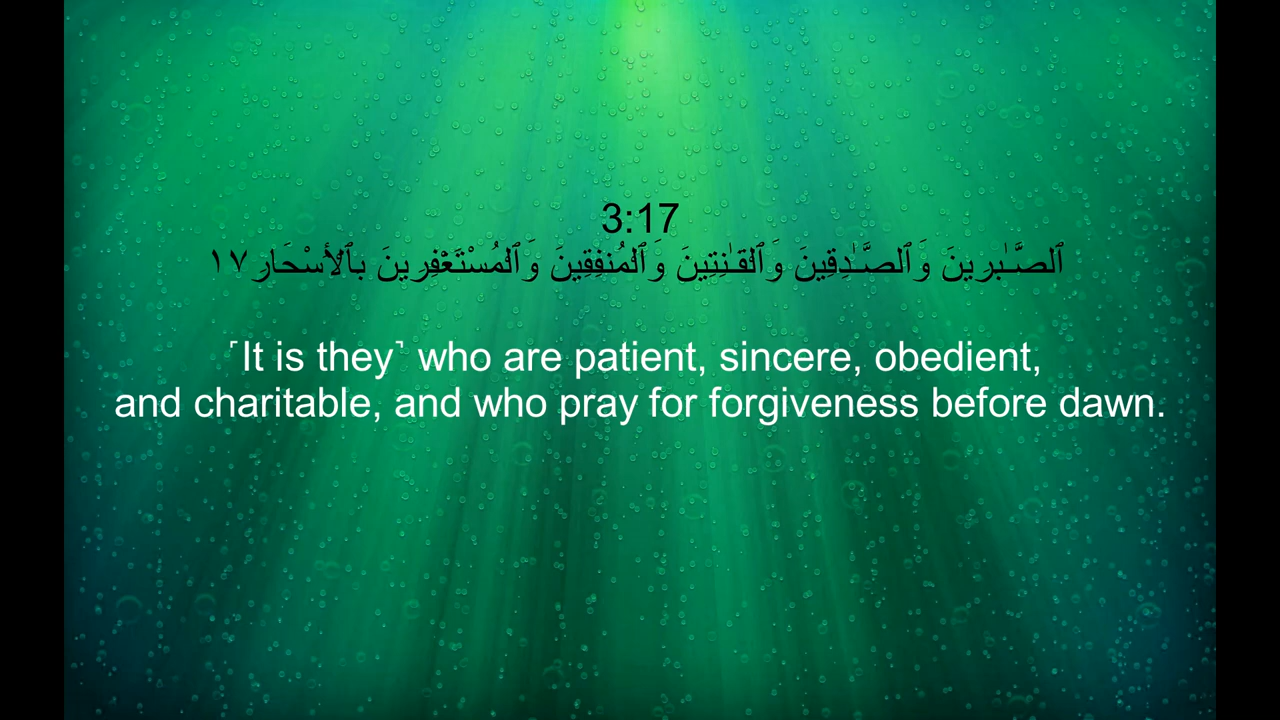 3:17
ٱلصَّـٰبِرِينَ وَٱلصَّـٰدِقِينَ وَٱلْقَـٰنِتِينَ وَٱلْمُنفِقِينَ وَٱلْمُسْتَغْفِرِينَ بِٱلْأَسْحَارِ ١٧
˹It is they˺ who are patient, sincere, obedient,
and charitable, and who pray for forgiveness before dawn.